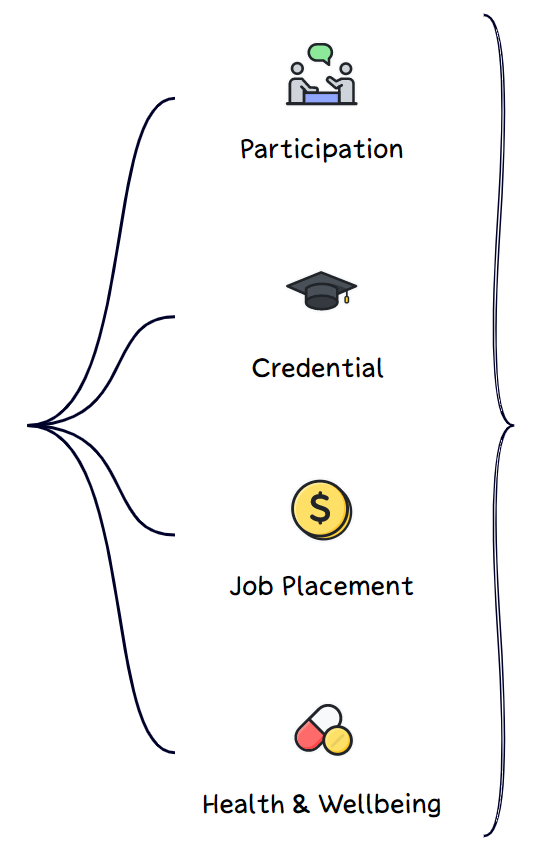 Participation
Credential
$
Job Placement
Health & Wellbeing